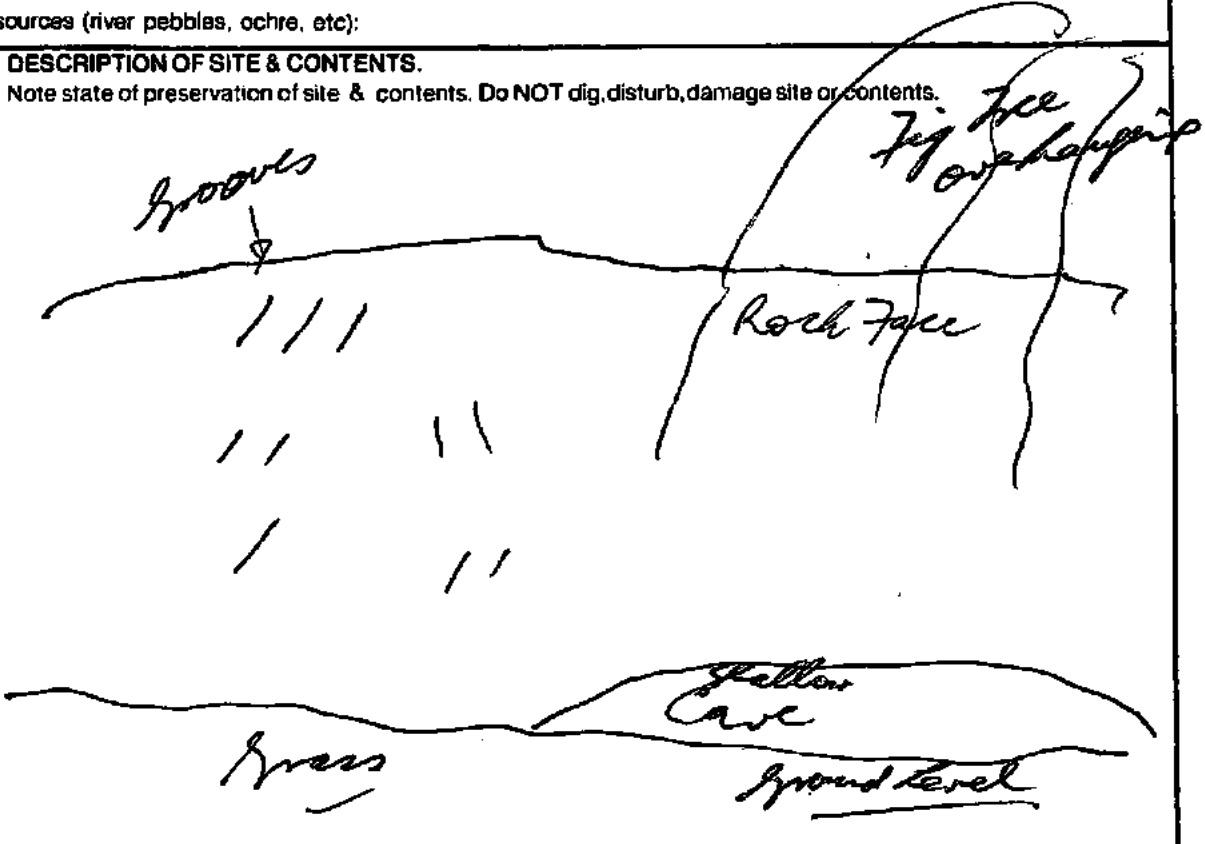 sources (river pebbles, ochre, etc):
DESCRIPTION OF SITE & CONTENTS.
Note state of preservation of site & contents. Do NOT dig,disturb,damage site or contents.
Fig Tree
overhanging
Grooves
Rock Face
Shallow
Cave
Grass
Ground Level